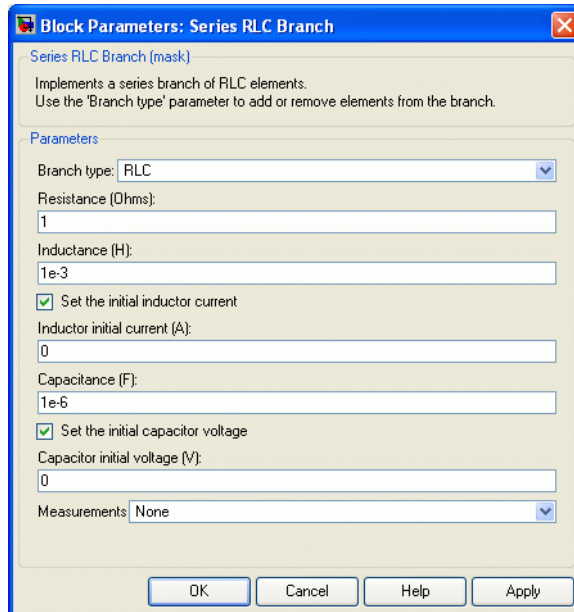 Block Parameters: Series RLC Branch
Series RLC Branch (mask)
Implements a series branch of RLC elements.
Use the 'Branch type' parameter to add or remove elements from the branch.
Parameters
Branch type: RLC
Resistance (Ohms):
1
Inductance (H):
1e-3
Set the initial inductor current
Inductor initial current (A):
0
Capacitance (F):
1e-6
Set the initial capacitor voltage
Capacitor initial voltage (V):
0
Measurements None
OK Cancel Help Apply